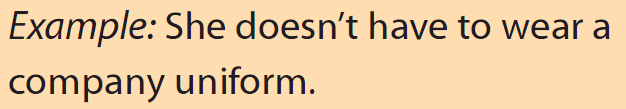 Example: She doesn’t have to wear a
company uniform.